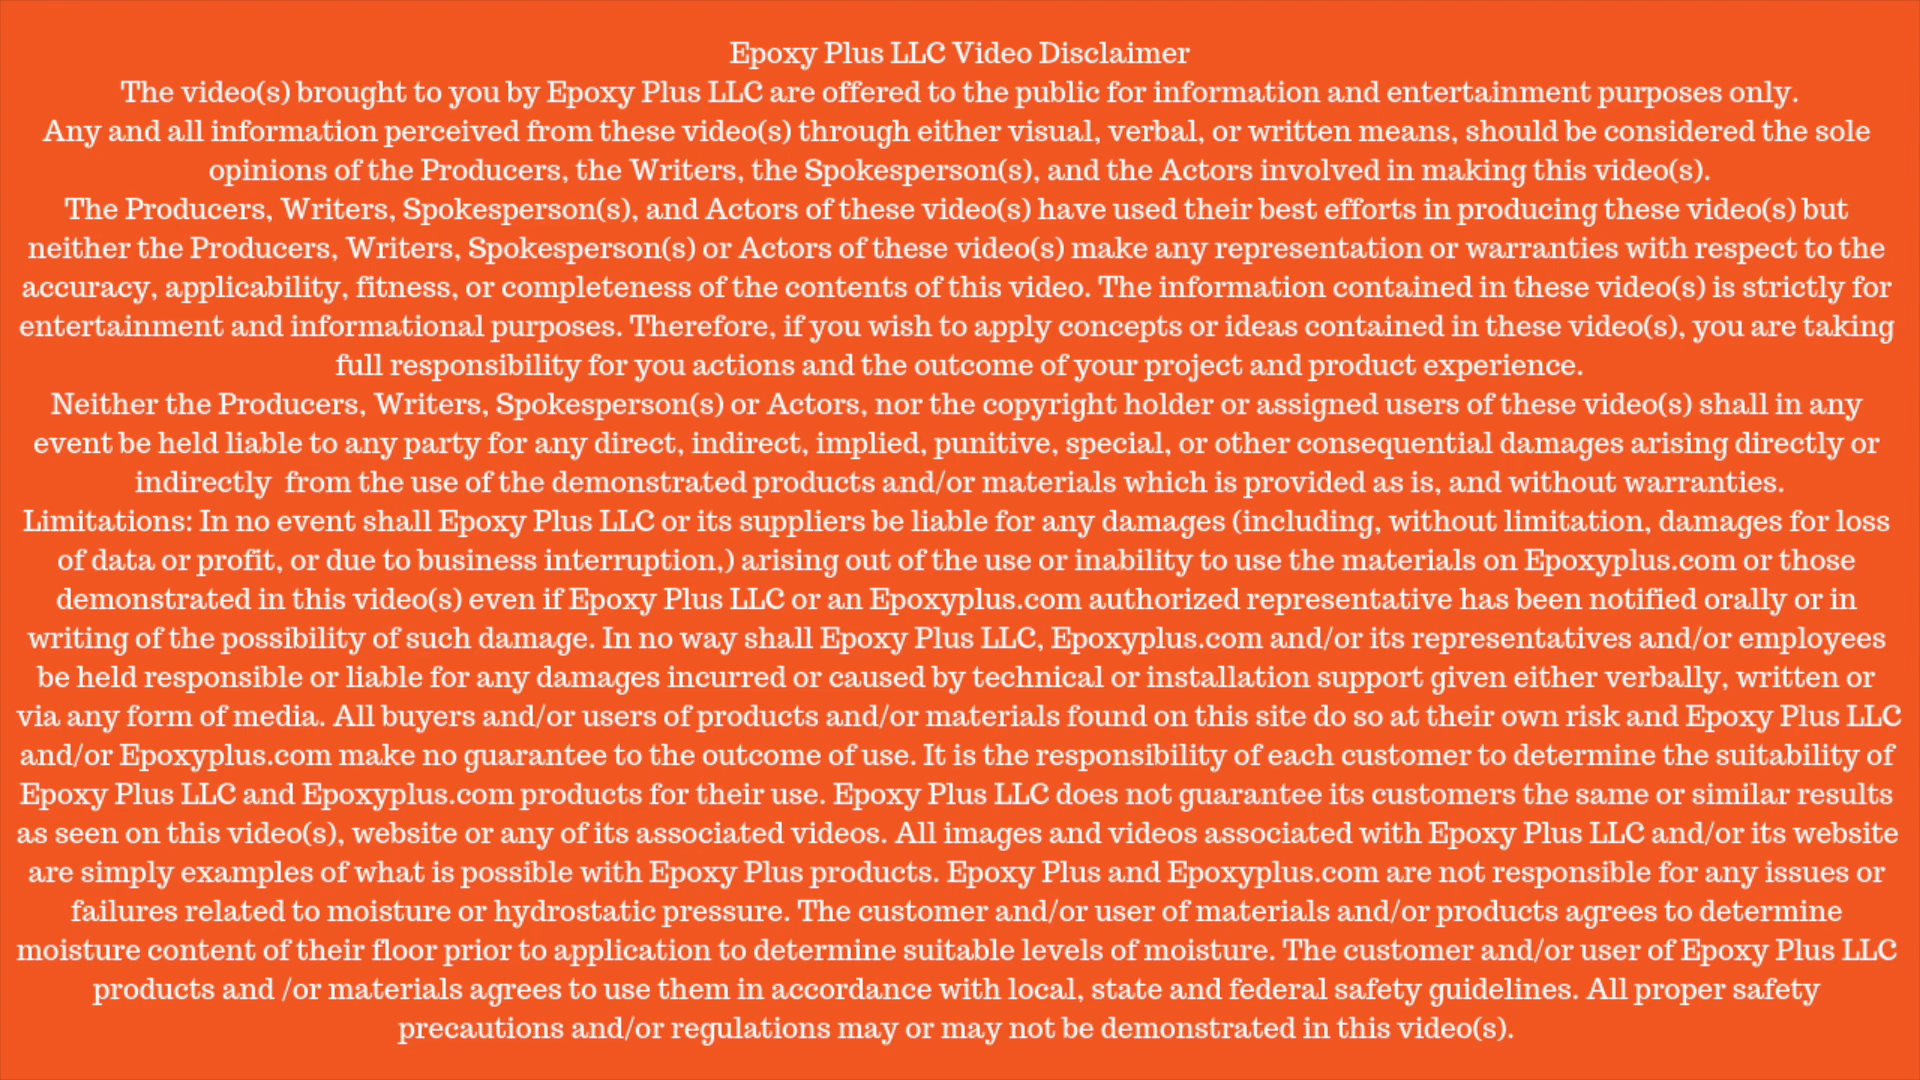 Epoxy Plus LLC Video Disclaimer
The video(s) brought to you by Epoxy Plus LLC are offered to the public for information and entertainment purposes only.
Any and all information perceived from these video(s) through either visual, verbal, or written means, should be considered the sole
opinions of the Producers, the Writers, the Spokesperson(s), and the Actors involved in making this video(s).
The Producers, Writers, Spokesperson(s), and Actors of these video(s) have used their best efforts in producing these video(s) but
neither the Producers, Writers, Spokesperson(s) or Actors of these video(s) make any representation or warranties with respect to the
accuracy, applicability, fitness, or completeness of the contents of this video. The information contained in these video(s) is strictly for
entertainment and informational purposes. Therefore, if you wish to apply concepts or ideas contained in these video(s), you are taking
full responsibility for you actions and the outcome of your project and product experience.
Neither the Producers, Writers, Spokesperson(s) or Actors, nor the copyright holder or assigned users of these video(s) shall in any
event be held liable to any party for any direct, indirect, implied, punitive, special, or other consequential damages arising directly or
indirectly  from the use of the demonstrated products and/or materials which is provided as is, and without warranties.
Limitations: In no event shall Epoxy Plus LLC or its suppliers be liable for any damages (including, without limitation, damages for loss
of data or profit, or due to business interruption,) arising out of the use or inability to use the materials on Epoxyplus.com or those
demonstrated in this video(s) even if Epoxy Plus LLC or an Epoxyplus.com authorized representative has been notified orally or in
writing of the possibility of such damage. In no way shall Epoxy Plus LLC, Epoxyplus.com and/or its representatives and/or employees
be held responsible or liable for any damages incurred or caused by technical or installation support given either verbally, written or
via any form of media. All buyers and/or users of products and/or materials found on this site do so at their own risk and Epoxy Plus LLC
and/or Epoxyplus.com make no guarantee to the outcome of use. It is the responsibility of each customer to determine the suitability of
Epoxy Plus LLC and Epoxyplus.com products for their use. Epoxy Plus LLC does not guarantee its customers the same or similar results
as seen on this video(s), website or any of its associated videos. All images and videos associated with Epoxy Plus LLC and/or its website
are simply examples of what is possible with Epoxy Plus products. Epoxy Plus and Epoxyplus.com are not responsible for any issues or
failures related to moisture or hydrostatic pressure. The customer and/or user of materials and/or products agrees to determine
moisture content of their floor prior to application to determine suitable levels of moisture. The customer and/or user of Epoxy Plus LLC
products and /or materials agrees to use them in accordance with local, state and federal safety guidelines. All proper safety
precautions and/or regulations may or may not be demonstrated in this video(s).